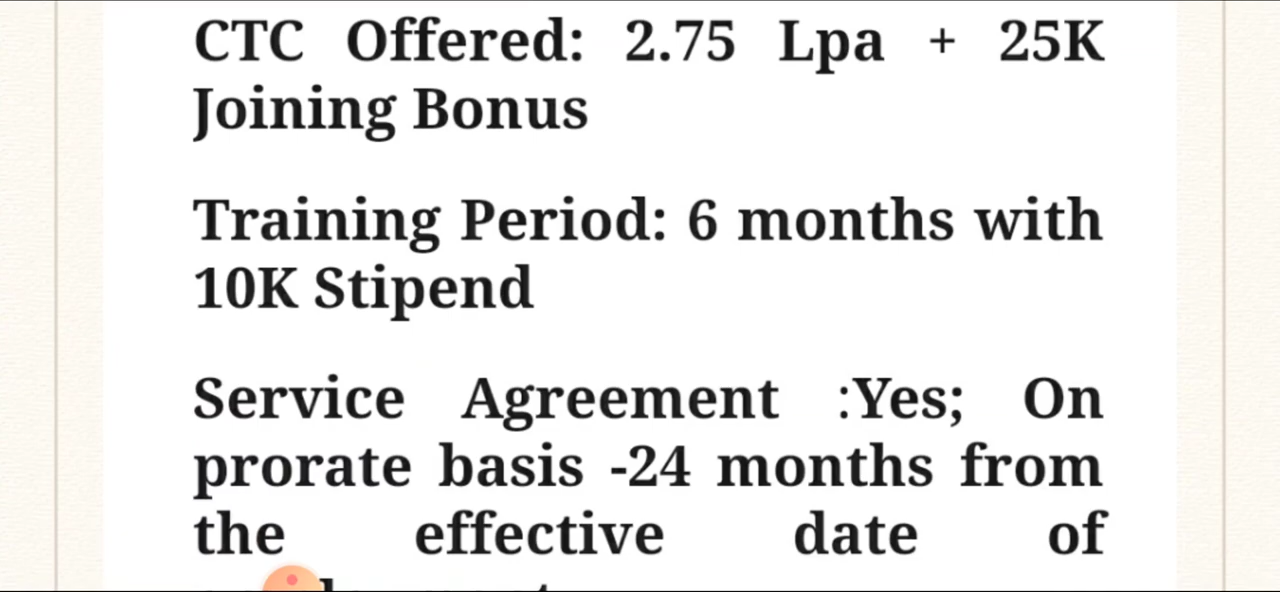 CTC Offered: 2.75 Lpa + 25K
Joining Bonus
Training Period: 6 months with
10K Stipend
Service Agreement :Yes; On
prorate basis -24 months from
the effective date of